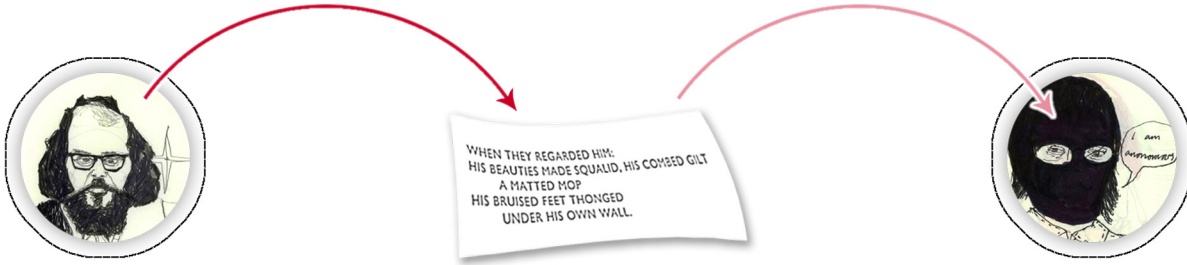 WHEN THEY REGARDED HIM:
HIS BEAUTIES MADE SQUALID, HIS COMBED GILT
A MATTED MOP
HIS BRUISED FEET THONGED
UNDER HIS OWN WALL.
i am
anonomous